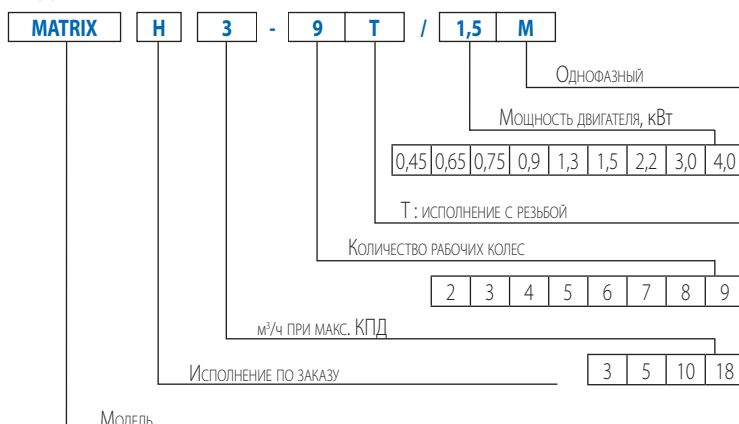 MATRIX H 3 - 9 T / 1,5 M
Однофазный
Мощность двигателя, кВт
0,45 0,65 0,75 0,9 1,3 1,5 2,2 3,0 4,0
T : исполнение с резьбой
Количество рабочих колес
2 3 4 5 6 7 8 9
м³/ч при макс. КПД
3 5 10 18
Исполнение по заказу
Модель